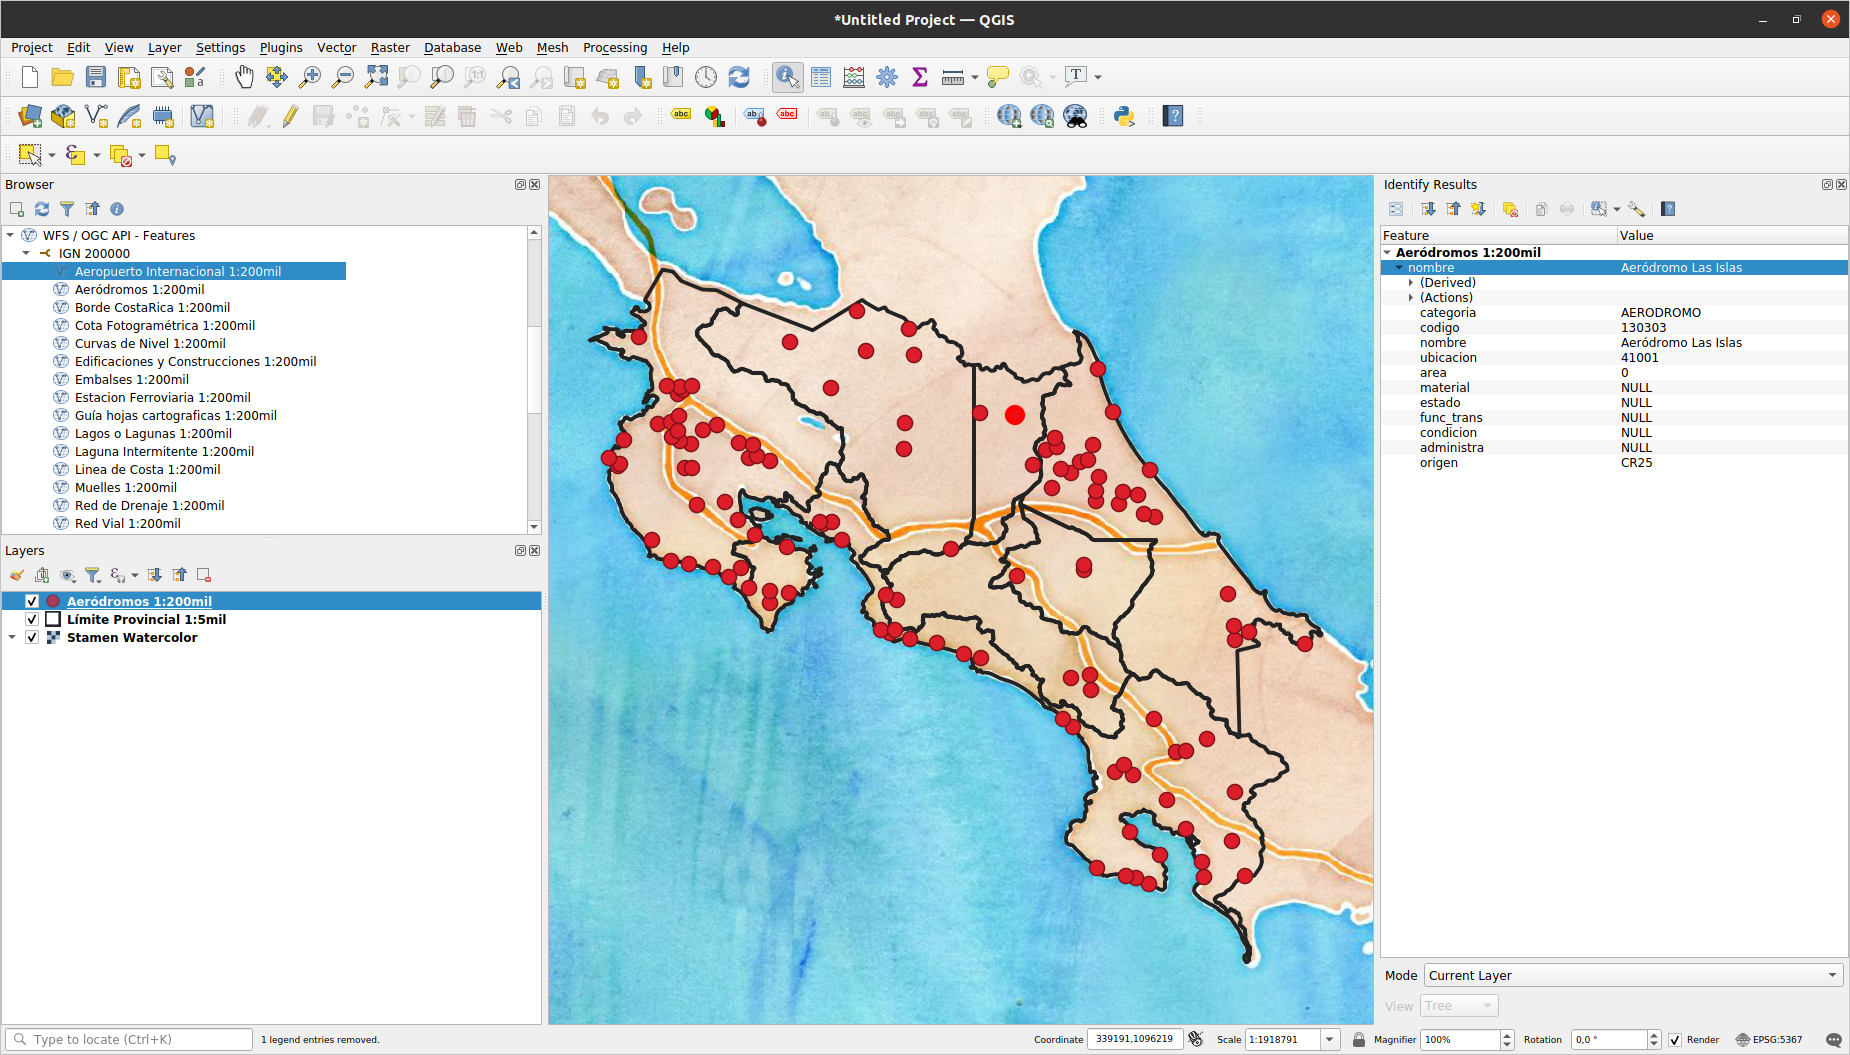 *Untitled Project — QGIS
Project Edit View Layer Settings Plugins Vector Raster Database Web Mesh Processing Help
Browser
WFS / OGC API - Features
IGN 200000
Aeropuerto Internacional 1:200mil
Aeródromos 1:200mil
Borde CostaRica 1:200mil
Cota Fotogramétrica 1:200mil
Curvas de Nivel 1:200mil
Edificaciones y Construcciones 1:200mil
Embalses 1:200mil
Estacion Ferroviaria 1:200mil
Guía hojas cartograficas 1:200mil
Lagos o Lagunas 1:200mil
Laguna Intermitente 1:200mil
Linea de Costa 1:200mil
Muelles 1:200mil
Red de Drenaje 1:200mil
Red Vial 1:200mil
Layers
Aeródromos 1:200mil
Límite Provincial 1:5mil
Stamen Watercolor
Identify Results
Feature Value
Aeródromos 1:200mil
nombre Aeródromo Las Islas
(Derived)
(Actions)
categoria AERODROMO
codigo 130303
nombre Aeródromo Las Islas
ubicacion 41001
area 0
material NULL
estado NULL
func_trans NULL
condicion NULL
administra NULL
origen CR25
Mode Current Layer
View Tree
Type to locate (Ctrl+K) 1 legend entries removed. Coordinate 339191,1096219 Scale 1:1918791 Magnifier 100% Rotation 0,0 ° Render EPSG:5367